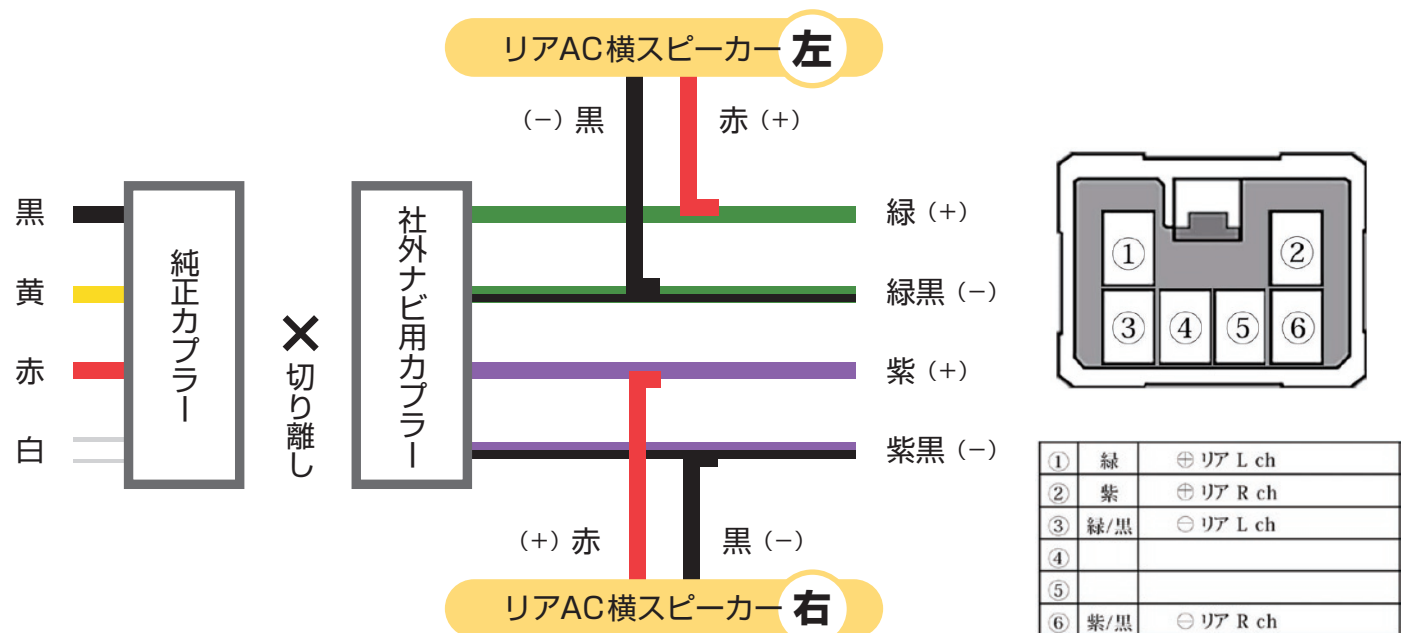 リアAC横スピーカー 左
(－) 黒
赤 (＋)
黒
黄
赤
白
純正カプラー
×
切り離し
社外ナビ用カプラー
緑 (＋)
緑黒 (－)
紫 (＋)
紫黒 (－)
(＋) 赤
黒 (－)
リアAC横スピーカー 右
① ②
③ ④ ⑤ ⑥
① 緑 ⊕ リア L ch
② 紫 ⊕ リア R ch
③ 緑/黒 ⊖ リア L ch
④
⑤
⑥ 紫/黒 ⊖ リア R ch